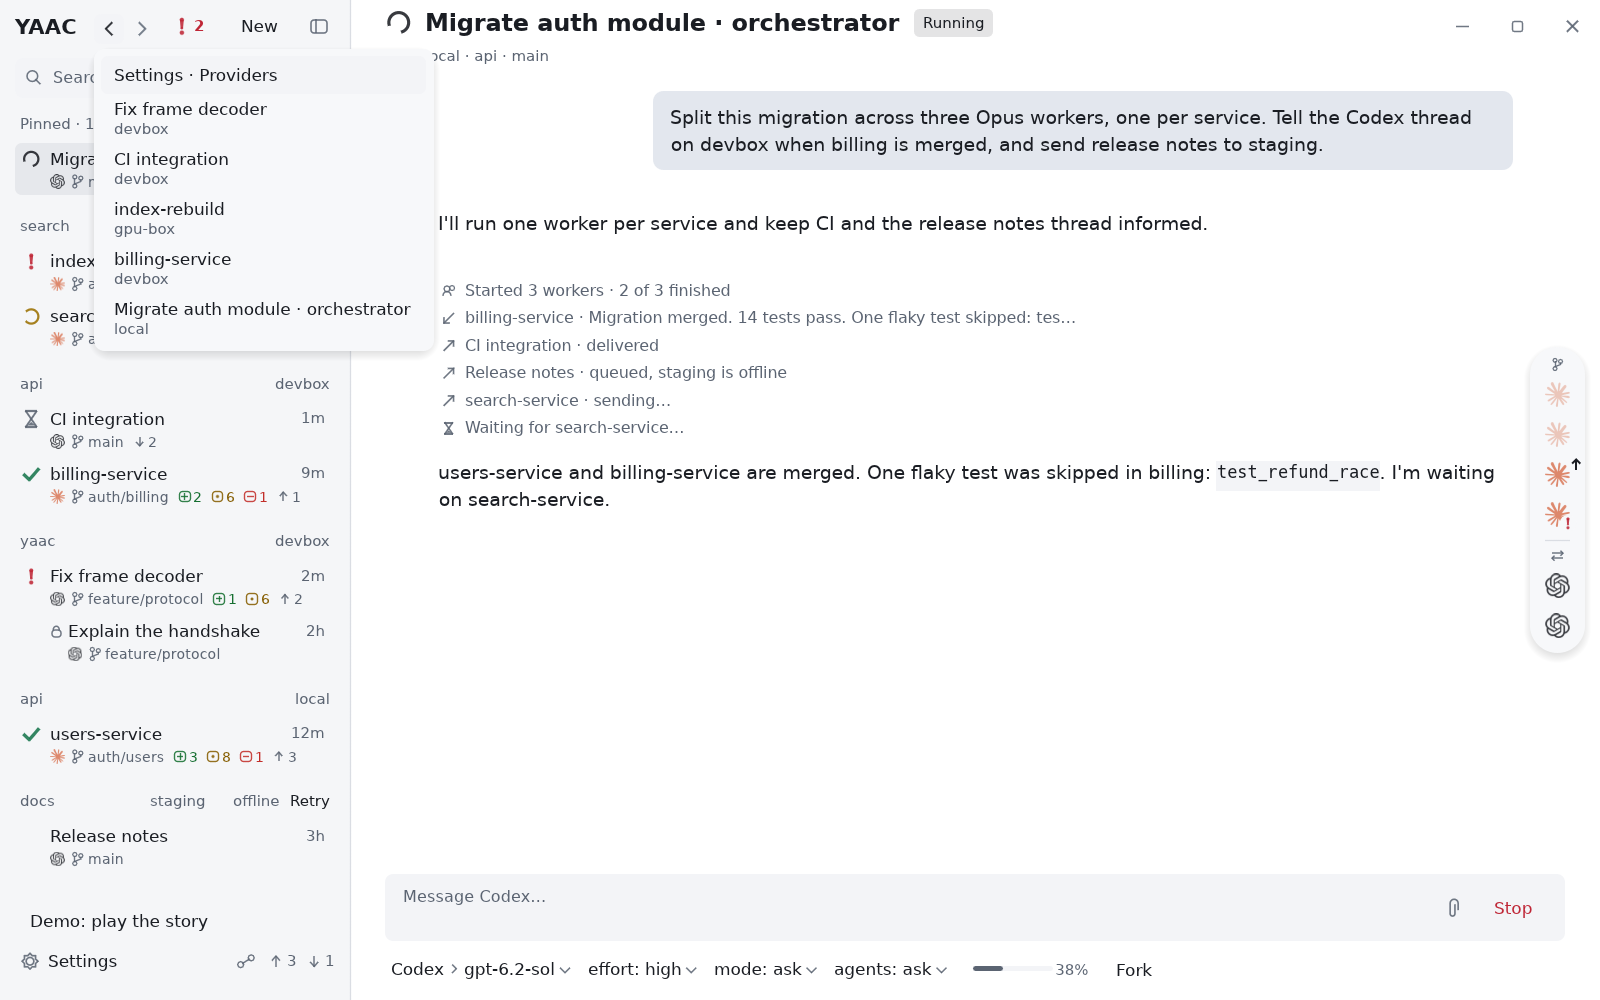 YAAC
2
New
Migrate auth module · orchestrator
Running
ocal · api · main
Sear
Settings · Providers
Fix frame decoder
devbox
CI integration
devbox
index-rebuild
gpu-box
billing-service
devbox
Migrate auth module · orchestrator
local
Pinned · 1
Migra
search
index
searc
api
devbox
CI integration
1m
main
2
billing-service
9m
auth/billing
2
6
1
1
yaac
devbox
Fix frame decoder
2m
feature/protocol
1
6
2
Explain the handshake
2h
feature/protocol
api
local
users-service
12m
auth/users
3
8
1
3
docs
staging
offline
Retry
Release notes
3h
main
Demo: play the story
Settings
3
1
Split this migration across three Opus workers, one per service. Tell the Codex thread
on devbox when billing is merged, and send release notes to staging.
I'll run one worker per service and keep CI and the release notes thread informed.
Started 3 workers · 2 of 3 finished
billing-service · Migration merged. 14 tests pass. One flaky test skipped: tes…
CI integration · delivered
Release notes · queued, staging is offline
search-service · sending…
Waiting for search-service…
users-service and billing-service are merged. One flaky test was skipped in billing: test_refund_race. I'm waiting
on search-service.
Message Codex…
Stop
Codex
gpt-6.2-sol
effort: high
mode: ask
agents: ask
38%
Fork